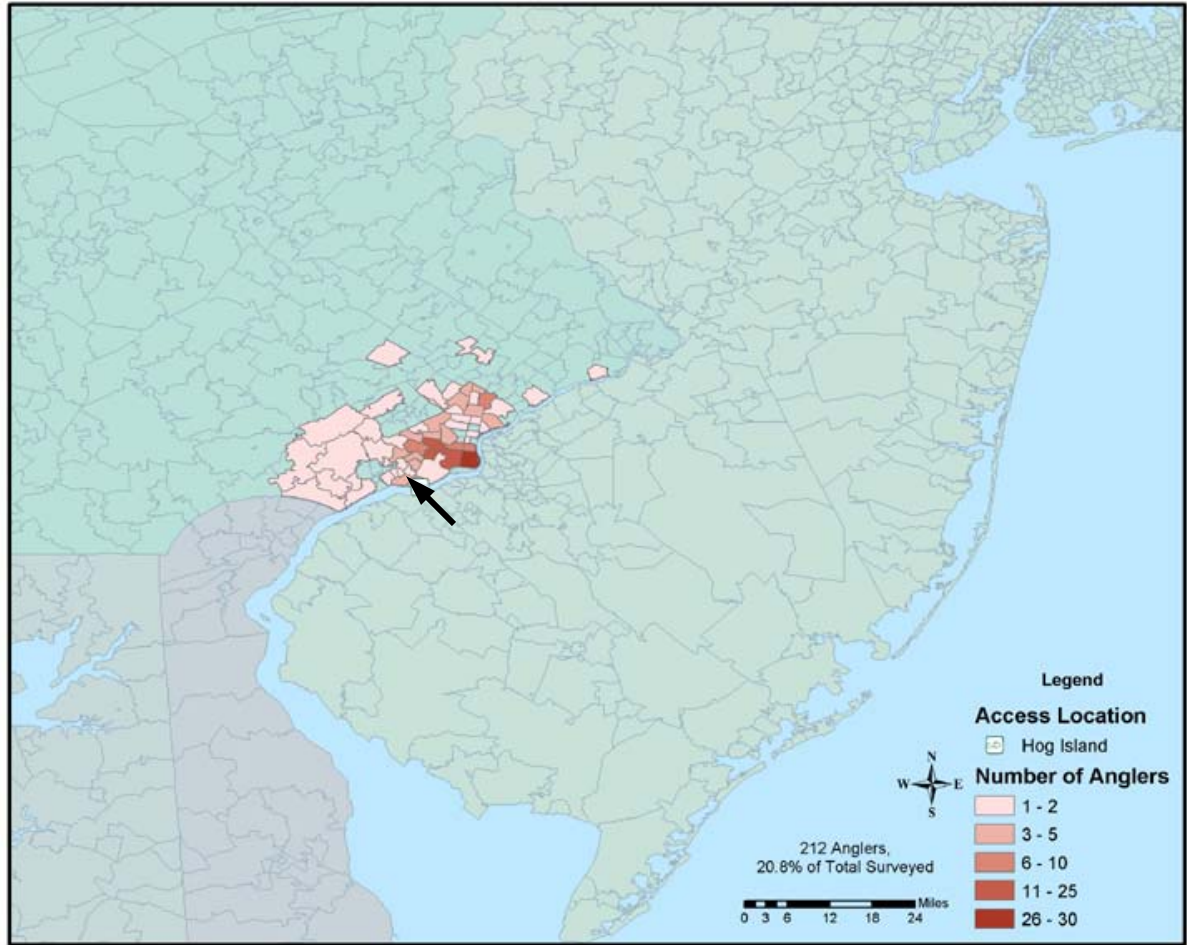 Legend
Access Location
Hog Island
Number of Anglers
1 - 2
3 - 5
6 - 10
11 - 25
26 - 30
N
W E
S
212 Anglers,
20.8% of Total Surveyed
Miles
0 3 6 12 18 24